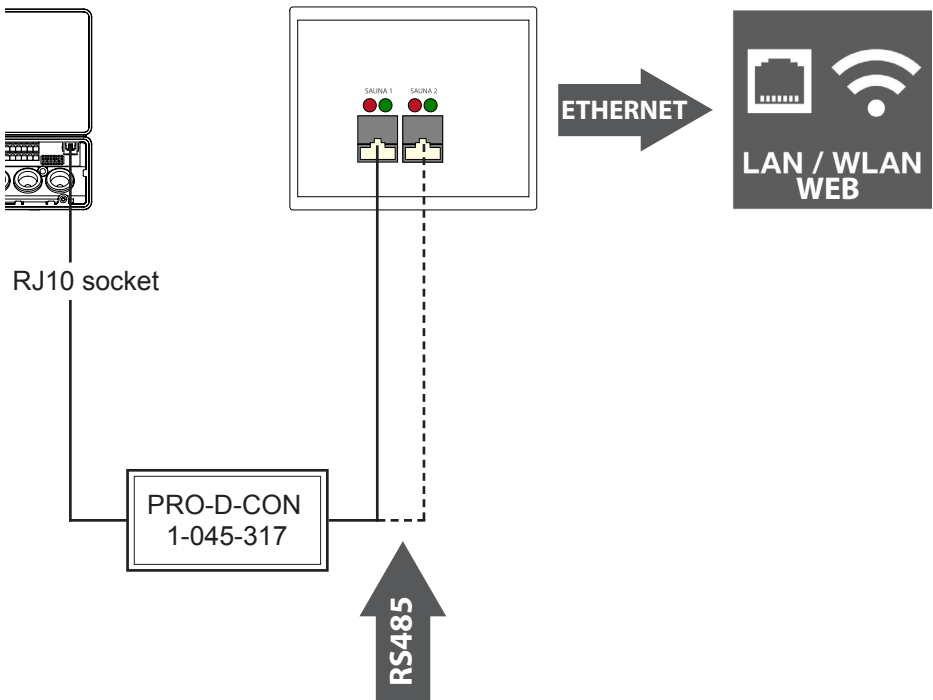 SAUNA 1
SAUNA 2
ETHERNET
LAN / WLAN
WEB
RJ10 socket
PRO-D-CON
1-045-317
RS485